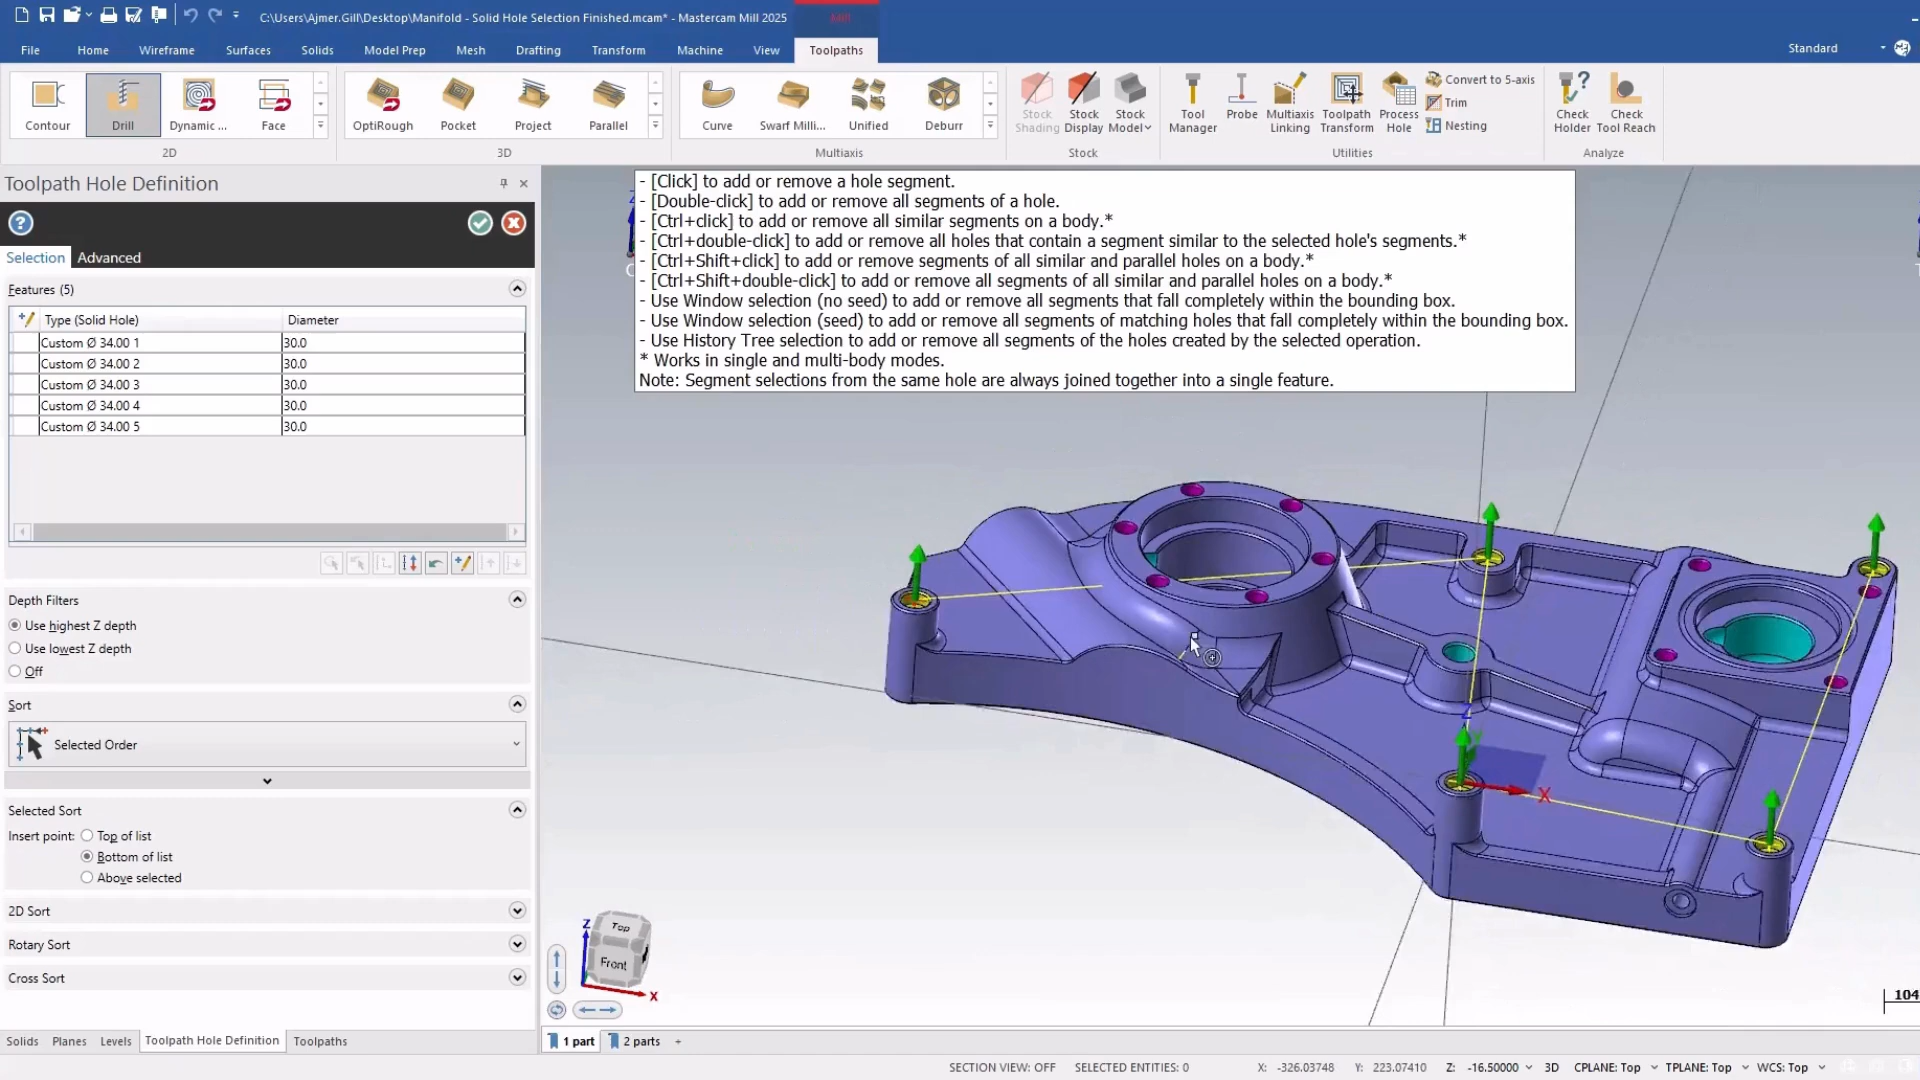 C:\Users\Ajmer.Gill\Desktop\Manifold - Solid Hole Selection Finished.mcam* - Mastercam Mill 2025
Mill
File Home Wireframe Surfaces Solids Model Prep Mesh Drafting Transform Machine View Toolpaths
Standard
Contour Drill Dynamic ... Face
2D
OptiRough Pocket Project Parallel
3D
Curve Swarf Milli... Unified Deburr
Multiaxis
Stock Shading Stock Display Stock Model
Stock
Tool Manager Probe Multiaxis Linking Toolpath Transform Process Hole
Convert to 5-axis
Trim
Nesting
Utilities
Check Holder Check Tool Reach
Analyze
Toolpath Hole Definition
Selection Advanced
Features (5)
Type (Solid Hole) Diameter
Custom Ø 34.00 1 30.0
Custom Ø 34.00 2 30.0
Custom Ø 34.00 3 30.0
Custom Ø 34.00 4 30.0
Custom Ø 34.00 5 30.0
Depth Filters
Use highest Z depth
Use lowest Z depth
Off
Sort
Selected Order
Selected Sort
Insert point: Top of list
Bottom of list
Above selected
2D Sort
Rotary Sort
Cross Sort
Solids Planes Levels Toolpath Hole Definition Toolpaths
- [Click] to add or remove a hole segment.
- [Double-click] to add or remove all segments of a hole.
- [Ctrl+click] to add or remove all similar segments on a body.*
- [Ctrl+double-click] to add or remove all holes that contain a segment similar to the selected hole's segments.*
- [Ctrl+Shift+click] to add or remove segments of all similar and parallel holes on a body.*
- [Ctrl+Shift+double-click] to add or remove all segments of all similar and parallel holes on a body.*
- Use Window selection (no seed) to add or remove all segments that fall completely within the bounding box.
- Use Window selection (seed) to add or remove all segments of matching holes that fall completely within the bounding box.
- Use History Tree selection to add or remove all segments of the holes created by the selected operation.
* Works in single and multi-body modes.
Note: Segment selections from the same hole are always joined together into a single feature.
Z
Y
X
Z
Top
Front
X
104
1 part 2 parts +
SECTION VIEW: OFF SELECTED ENTITIES: 0 X: -326.03748 Y: 223.07410 Z: -16.50000 3D CPLANE: Top TPLANE: Top WCS: Top